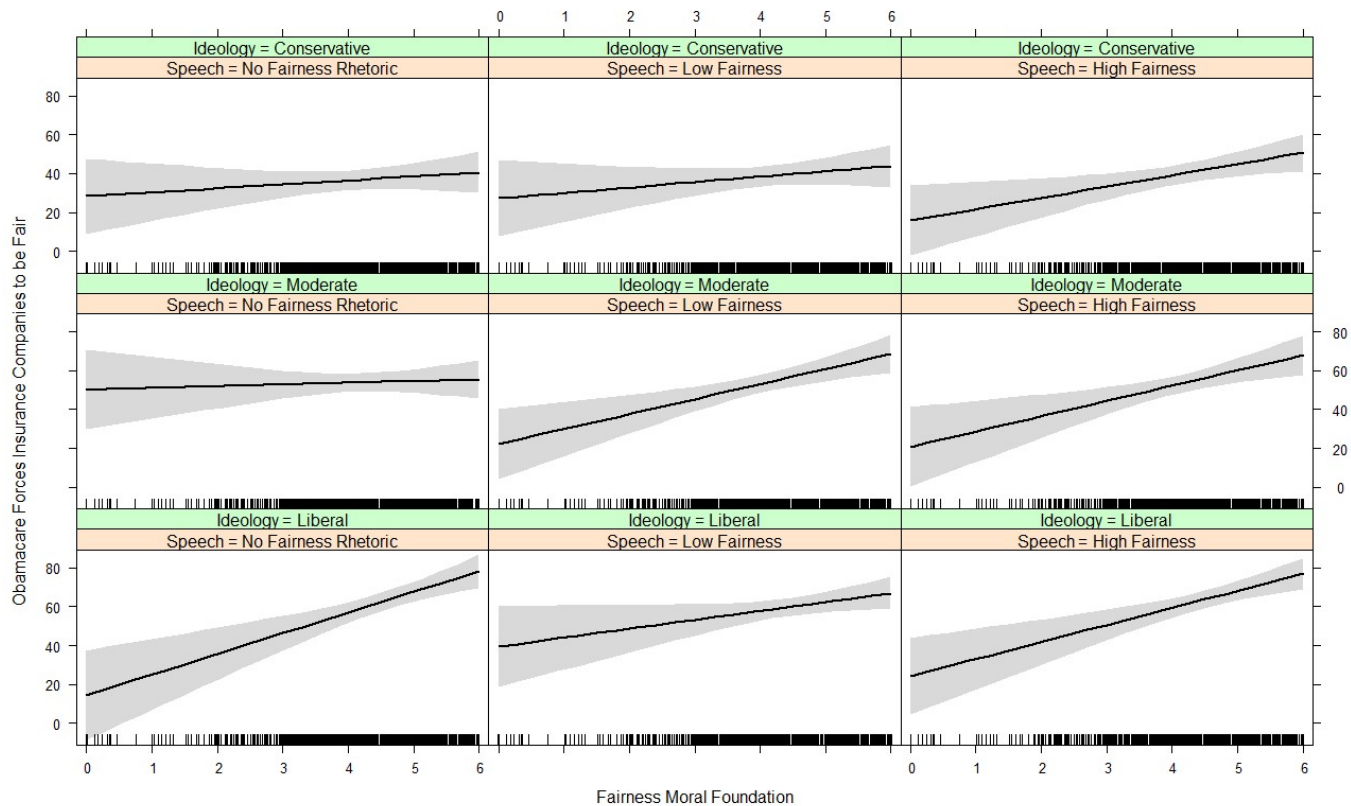 0 1 2 3 4 5 6
Ideology = Conservative
Speech = No Fairness Rhetoric
Ideology = Conservative
Speech = Low Fairness
Ideology = Conservative
Speech = High Fairness
80
60
40
20
0
Ideology = Moderate
Speech = No Fairness Rhetoric
Ideology = Moderate
Speech = Low Fairness
Ideology = Moderate
Speech = High Fairness
80
60
40
20
0
Ideology = Liberal
Speech = No Fairness Rhetoric
Ideology = Liberal
Speech = Low Fairness
Ideology = Liberal
Speech = High Fairness
80
60
40
20
0
Obamacare Forces Insurance Companies to be Fair
0 1 2 3 4 5 6
0 1 2 3 4 5 6
Fairness Moral Foundation